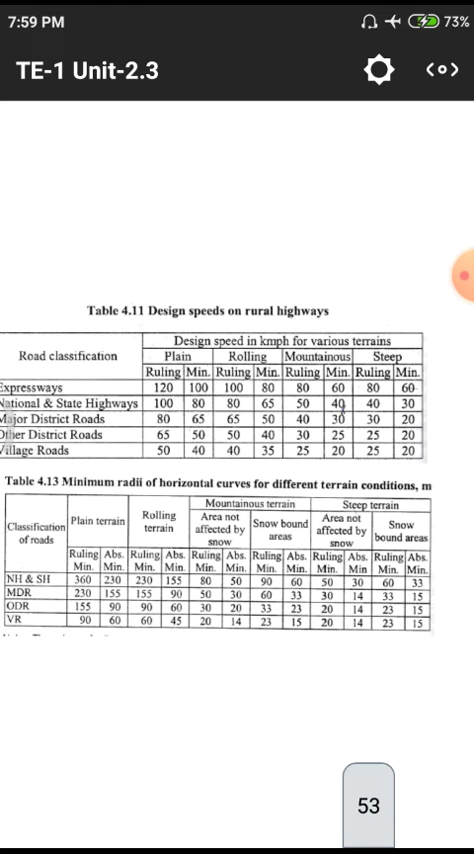 7:59 PM
73%
TE-1 Unit-2.3
Table 4.11 Design speeds on rural highways
Road classification Design speed in kmph for various terrains
Plain Rolling Mountainous Steep
Ruling Min. Ruling Min. Ruling Min. Ruling Min.
Expressways 120 100 100 80 80 60 80 60
National & State Highways 100 80 80 65 50 40 40 30
Major District Roads 80 65 65 50 40 30 30 20
Other District Roads 65 50 50 40 30 25 25 20
Village Roads 50 40 40 35 25 20 25 20
Table 4.13 Minimum radii of horizontal curves for different terrain conditions, m
Classification of roads Plain terrain Rolling terrain Mountainous terrain Steep terrain
Area not affected by snow Snow bound areas Area not affected by snow Snow bound areas
Ruling Min. Abs. Min. Ruling Min. Abs. Min. Ruling Min. Abs. Min. Ruling Min. Abs. Min. Ruling Min. Abs. Min Ruling Min. Abs. Min.
NH & SH 360 230 230 155 80 50 90 60 50 30 60 33
MDR 230 155 155 90 50 30 60 33 30 14 33 15
ODR 155 90 90 60 30 20 33 23 20 14 23 15
VR 90 60 60 45 20 14 23 15 20 14 23 15
53